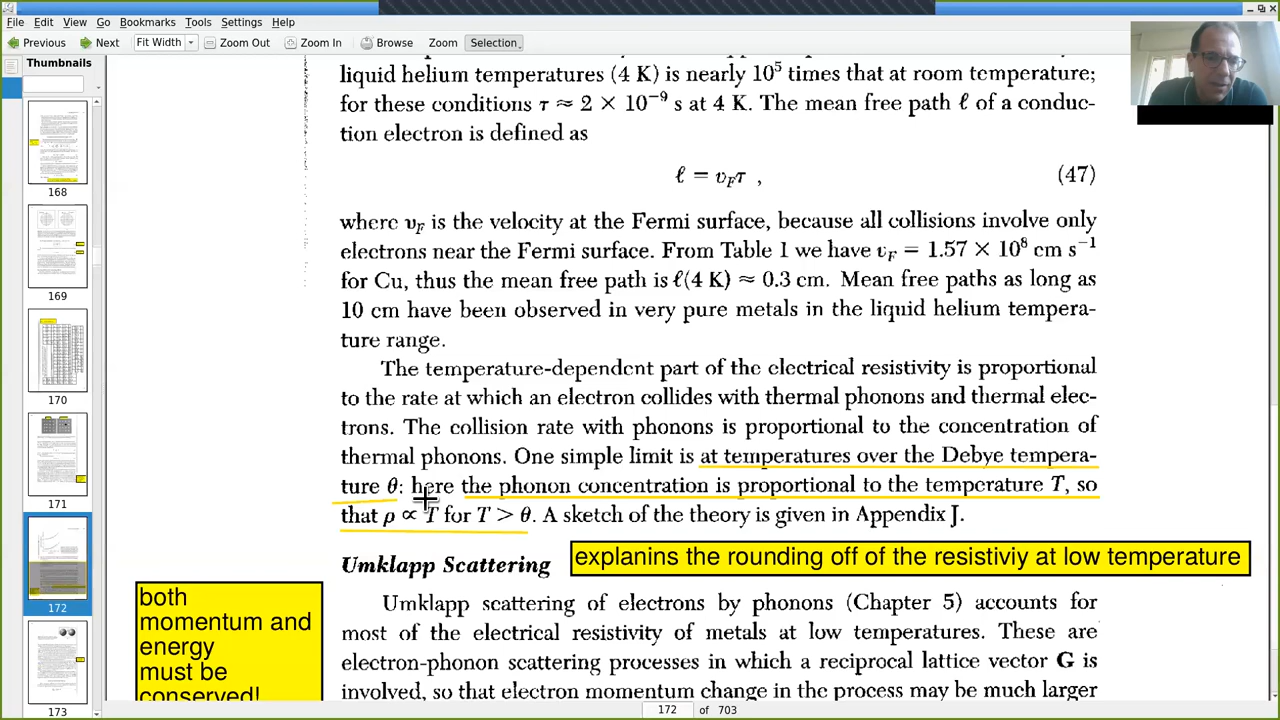 File Edit View Go Bookmarks Tools Settings Help
Previous Next Fit Width Zoom Out Zoom In Browse Zoom Selection
Thumbnails
168
169
170
171
172
173
liquid helium temperatures (4 K) is nearly 10⁵ times that at room temperature;
for these conditions τ ≈ 2 × 10⁻⁹ s at 4 K. The mean free path ℓ of a conduc-
tion electron is defined as
ℓ = v_Fτ , (47)
where v_F is the velocity at the Fermi surface, because all collisions involve only
electrons near the Fermi surface. From Table 1 we have v_F = 1.57 × 10⁸ cm s⁻¹
for Cu, thus the mean free path is ℓ(4 K) ≈ 0.3 cm. Mean free paths as long as
10 cm have been observed in very pure metals in the liquid helium tempera-
ture range.
The temperature-dependent part of the electrical resistivity is proportional
to the rate at which an electron collides with thermal phonons and thermal elec-
trons. The collision rate with phonons is proportional to the concentration of
thermal phonons. One simple limit is at temperatures over the Debye tempera-
ture θ: here the phonon concentration is proportional to the temperature T, so
that ρ ∝ T for T > θ. A sketch of the theory is given in Appendix J.
Umklapp Scattering
explanins the rounding off of the resistiviy at low temperature
Umklapp scattering of electrons by phonons (Chapter 5) accounts for
most of the electrical resistivity of metals at low temperatures. These are
electron-phonon scattering processes in which a reciprocal lattice vector G is
involved, so that electron momentum change in the process may be much larger
both
momentum and
energy
must be
conserved!
172 of 703